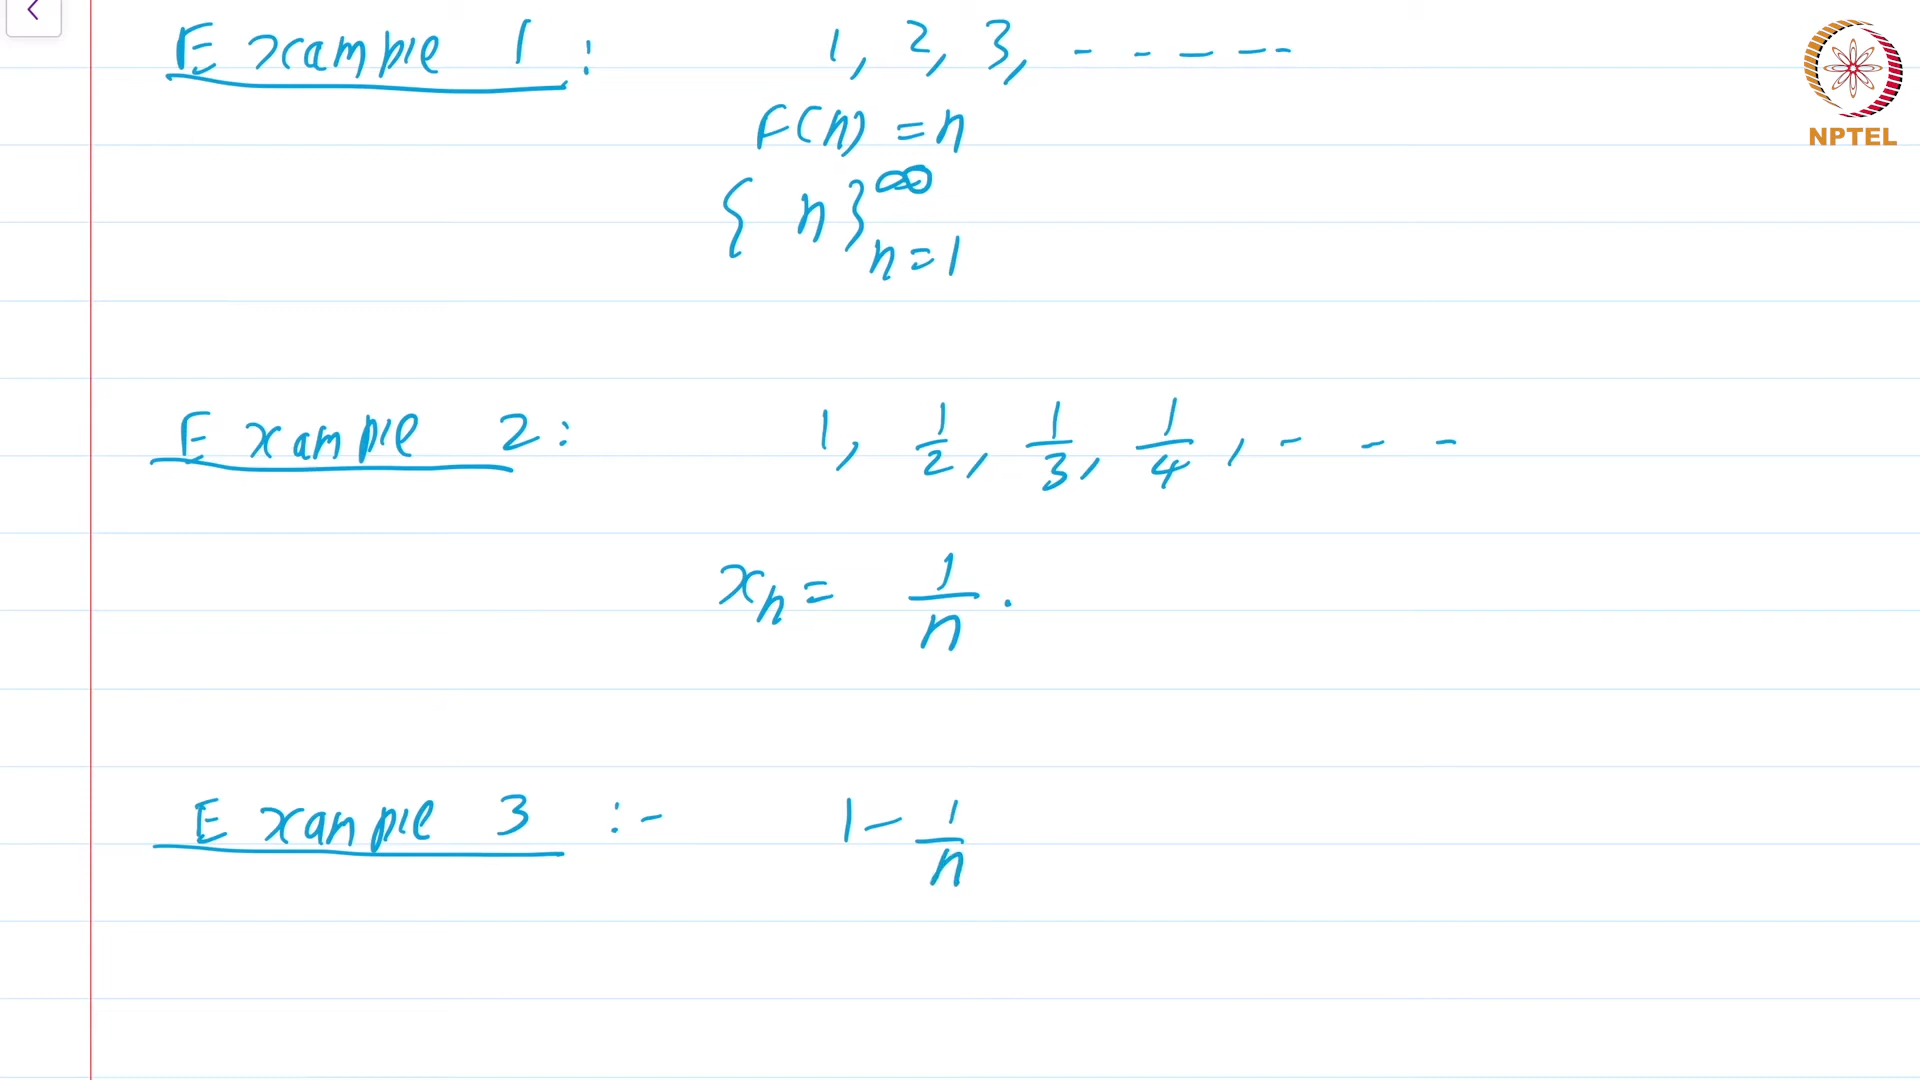 Example 1 : 1, 2, 3, - - - - -
F(n) = n
{ n }^∞_{n=1}
NPTEL
Example 2 : 1, 1/2, 1/3, 1/4, - - -
x_n = 1/n .
Example 3 :- 1 - 1/n